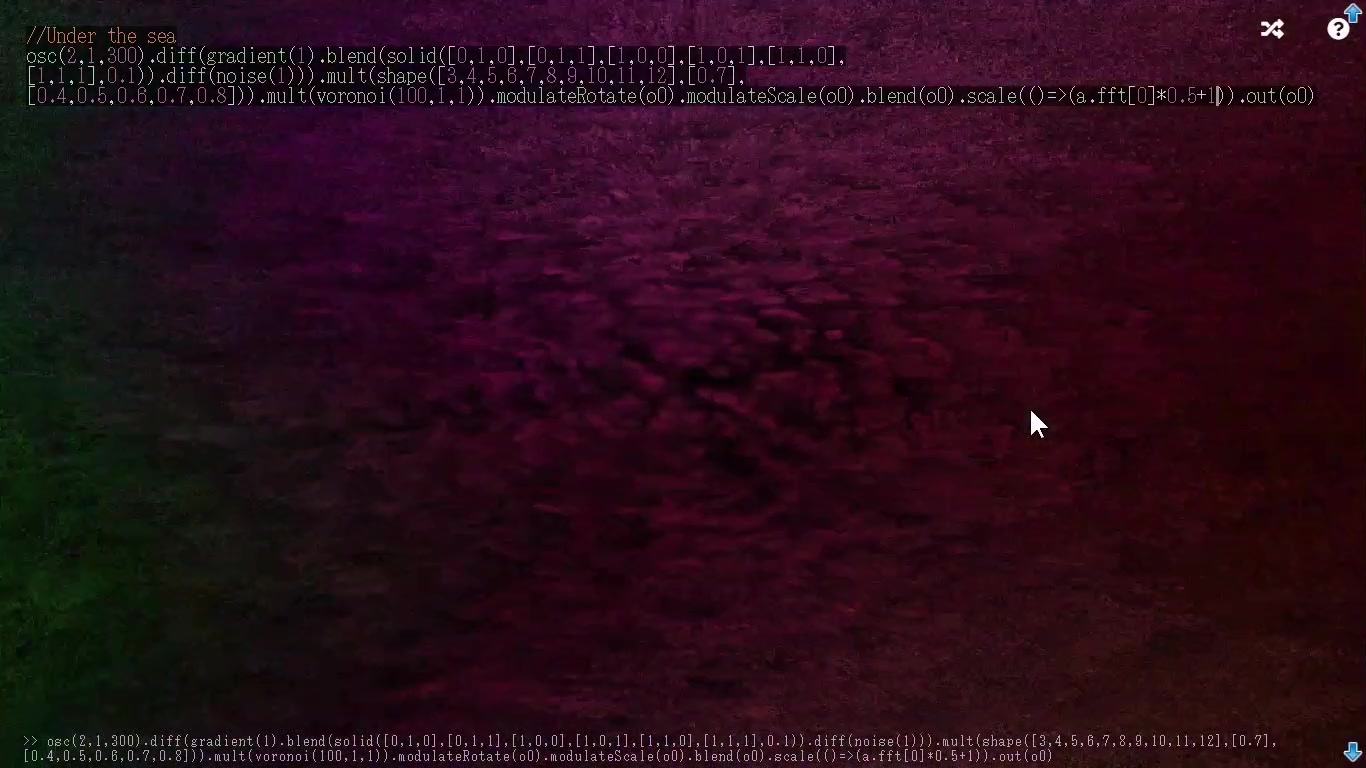 //Under the sea
osc(2,1,300).diff(gradient(1).blend(solid([0,1,0],[0,1,1],[1,0,0],[1,0,1],[1,1,0],
[1,1,1],0.1)).diff(noise(1))).mult(shape([3,4,5,6,7,8,9,10,11,12],[0.7],
[0.4,0.5,0.6,0.7,0.8])).mult(voronoi(100,1,1)).modulateRotate(o0).modulateScale(o0).blend(o0).scale(()=>(a.fft[0]*0.5+1)).out(o0)
>> osc(2,1,300).diff(gradient(1).blend(solid([0,1,0],[0,1,1],[1,0,0],[1,0,1],[1,1,0],[1,1,1],0.1)).diff(noise(1))).mult(shape([3,4,5,6,7,8,9,10,11,12],[0.7],
[0.4,0.5,0.6,0.7,0.8])).mult(voronoi(100,1,1)).modulateRotate(o0).modulateScale(o0).blend(o0).scale(()=>(a.fft[0]*0.5+1)).out(o0)